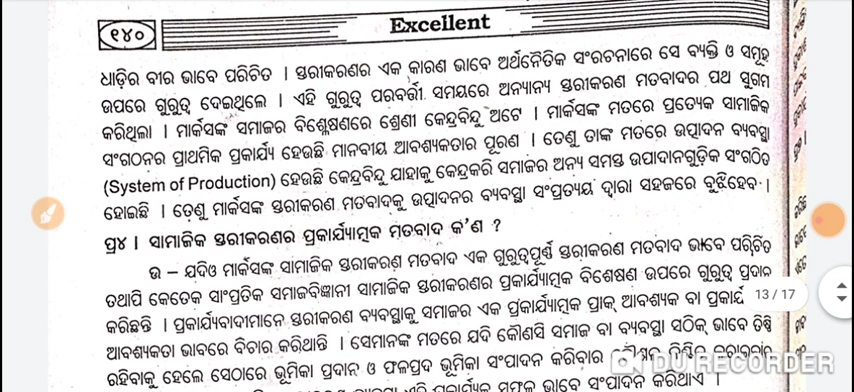 ୧୪୦
Excellent
ଧାଡ଼ିର ବୀର ଭାବେ ପରିଚିତ । ସ୍ତରୀକରଣର ଏକ କାରଣ ଭାବେ ଅର୍ଥନୈତିକ ସଂରଚନାରେ ସେ ବ୍ୟକ୍ତି ଓ ସମୂହ
ଉପରେ ଗୁରୁତ୍ୱ ଦେଇଥିଲେ । ଏହି ଗୁରୁତ୍ୱ ପରବର୍ତ୍ତୀ ସମୟରେ ଅନ୍ୟାନ୍ୟ ସ୍ତରୀକରଣ ମତବାଦର ପଥ ସୁଗମ
କରିଥିଲା । ମାର୍କସଙ୍କ ସମାଜର ବିଶ୍ଳେଷଣରେ ଶ୍ରେଣୀ କେନ୍ଦ୍ରବିନ୍ଦୁ ଅଟେ । ମାର୍କସଙ୍କ ମତରେ ପ୍ରତ୍ୟେକ ସାମାଜିକ
ସଂଗଠନର ପ୍ରାଥମିକ ପ୍ରକାର୍ଯ୍ୟ ହେଉଛି ମାନବୀୟ ଆବଶ୍ୟକତାର ପୂରଣ । ତେଣୁ ତାଙ୍କ ମତରେ ଉତ୍ପାଦନ ବ୍ୟବସ୍ଥା
(System of Production) ହେଉଛି କେନ୍ଦ୍ରବିନ୍ଦୁ ଯାହାକୁ କେନ୍ଦ୍ରକରି ସମାଜର ଅନ୍ୟ ସମସ୍ତ ଉପାଦାନଗୁଡ଼ିକ ସଂଗଠିତ
ହୋଇଛି । ତେଣୁ ମାର୍କସଙ୍କ ସ୍ତରୀକରଣ ମତବାଦକୁ ଉତ୍ପାଦନର ବ୍ୟବସ୍ଥା ସଂପ୍ରତ୍ୟୟ ଦ୍ୱାରା ସହଜରେ ବୁଝିହେବ ।
ପ୍ର୪ । ସାମାଜିକ ସ୍ତରୀକରଣର ପ୍ରକାର୍ଯ୍ୟାତ୍ମକ ମତବାଦ କ'ଣ ?
ଉ – ଯଦିଓ ମାର୍କସଙ୍କ ସାମାଜିକ ସ୍ତରୀକରଣ ମତବାଦ ଏକ ଗୁରୁତ୍ୱପୂର୍ଣ୍ଣ ସ୍ତରୀକରଣ ମତବାଦ ଭାବେ ପରିଚିତ
ତଥାପି କେତେକ ସାଂପ୍ରତିକ ସମାଜବିଜ୍ଞାନୀ ସାମାଜିକ ସ୍ତରୀକରଣର ପ୍ରକାର୍ଯ୍ୟାତ୍ମକ ବିଶେଷଣ ଉପରେ ଗୁରୁତ୍ୱ ପ୍ରଦାନ
କରିଛନ୍ତି । ପ୍ରକାର୍ଯ୍ୟବାଦୀମାନେ ସ୍ତରୀକରଣ ବ୍ୟବସ୍ଥାକୁ ସମାଜର ଏକ ପ୍ରକାର୍ଯ୍ୟାତ୍ମକ ପ୍ରାକ୍ ଆବଶ୍ୟକ ବା ପ୍ରକାର୍ଯ
13 / 17
ଆବଶ୍ୟକତା ଭାବରେ ବିଚାର କରିଥାନ୍ତି । ସେମାନଙ୍କ ମତରେ ଯଦି କୌଣସି ସମାଜ ବା ବ୍ୟବସ୍ଥା ସଠିକ୍ ଭାବେ ତିଷ୍ଠି
ରହିବାକୁ ହେଲେ ସେଠାରେ ଭୂମିକା ପ୍ରଦାନ ଓ ଫଳପ୍ରଦ ଭୂମିକା ସଂପାଦନ କରିବାର
DU RECORDER
ଭାବେ ସଂପାଦନ କରିଥାଏ ।